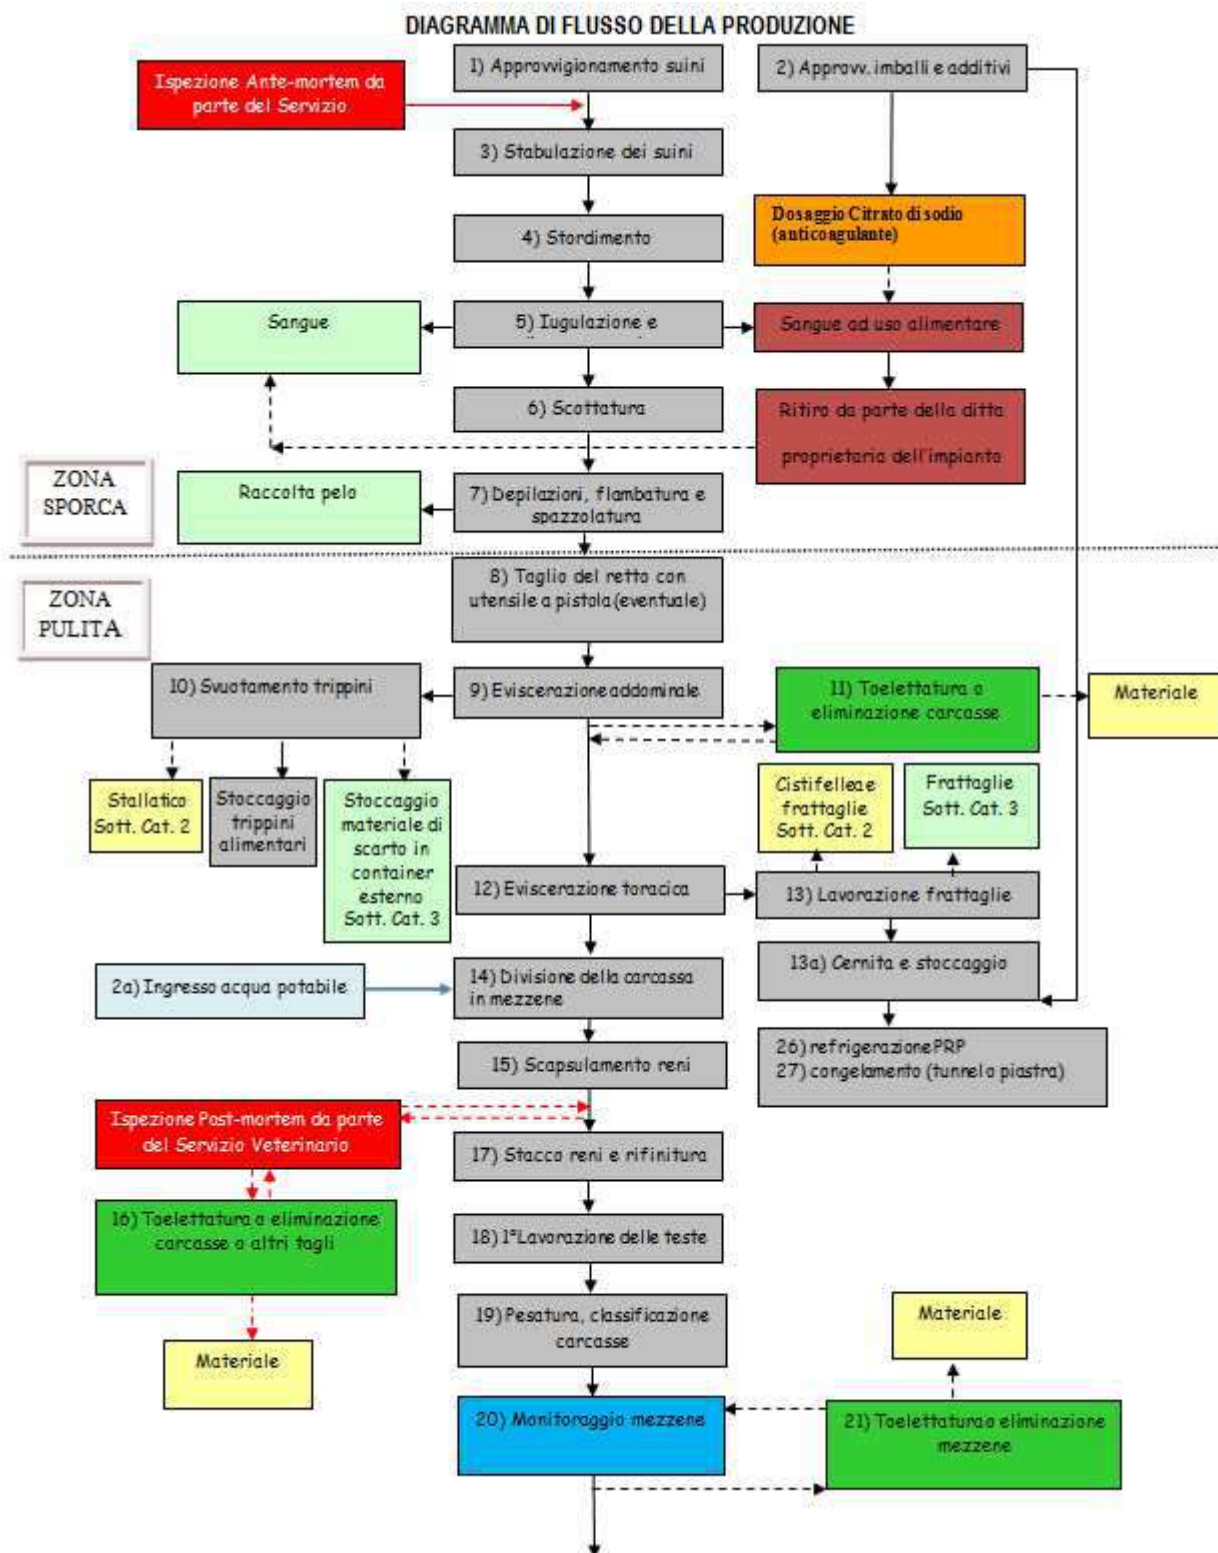 DIAGRAMMA DI FLUSSO DELLA PRODUZIONE
Ispezione Ante-mortem da
parte del Servizio
1) Approvvigionamento suini
2) Approvv. imballi e additivi
3) Stabulazione dei suini
4) Stordimento
Dosaggio Citrato di sodio
(anticoagulante)
Sangue
5) Iugulazione e
Sangue ad uso alimentare
6) Scottatura
Ritiro da parte della ditta
proprietaria dell'impianto
ZONA
SPORCA
Raccolta pelo
7) Depilazioni, flambatura e
spazzolatura
ZONA
PULITA
8) Taglio del retto con
utensile a pistola (eventuale)
10) Svuotamento trippini
9) Eviscerazione addominale
11) Toelettatura o
eliminazione carcasse
Materiale
Stallatico
Sott. Cat. 2
Stoccaggio
trippini
alimentari
Stoccaggio
materiale di
scarto in
container
esterno
Sott. Cat. 3
Cistifellea e
frattaglie
Sott. Cat. 2
Frattaglie
Sott. Cat. 3
12) Eviscerazione toracica
13) Lavorazione frattaglie
13a) Cernita e stoccaggio
2a) Ingresso acqua potabile
14) Divisione della carcassa
in mezzene
15) Scapsulamento reni
26) refrigerazione PRP
27) congelamento (tunnel o piastra)
Ispezione Post-mortem da parte
del Servizio Veterinario
17) Stacco reni e rifinitura
16) Toelettatura o eliminazione
carcasse o altri tagli
18) 1°Lavorazione delle teste
19) Pesatura, classificazione
carcasse
Materiale
Materiale
20) Monitoraggio mezzene
21) Toelettatura o eliminazione
mezzene